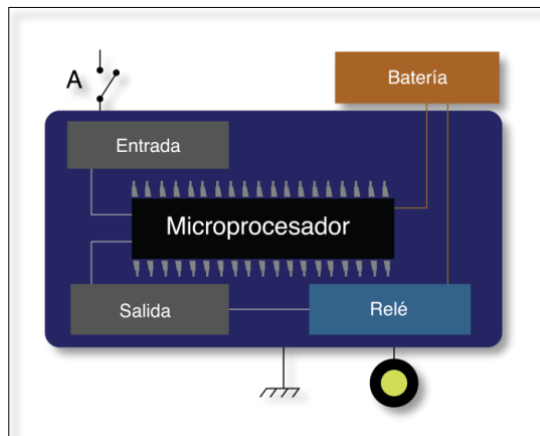 A
Batería
Entrada
Microprocesador
Salida
Relé